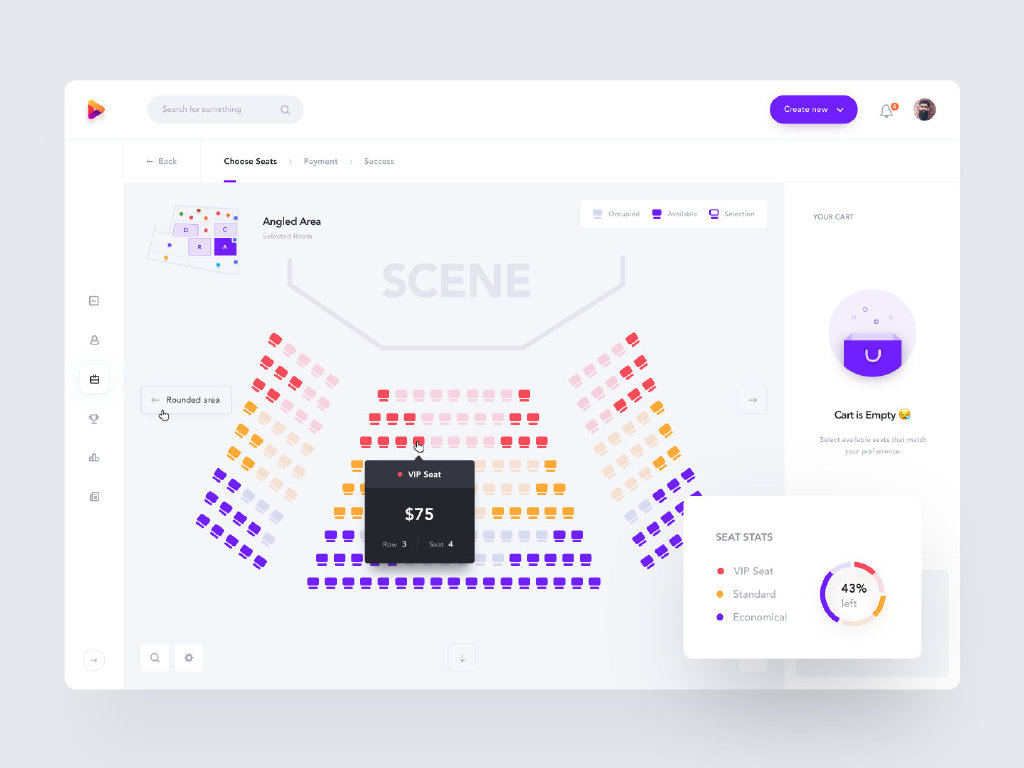 Search for something
Create new
4
← Back
Choose Seats > Payment > Success
Angled Area
Selected Room
Occupied
Available
Selection
YOUR CART
D
C
R
A
SCENE
← Rounded area
→
VIP Seat
$75
Row 3
Seat 4
Cart is Empty 😪
Select available seats that match
your preferrence.
SEAT STATS
VIP Seat
Standard
Economical
43%
left